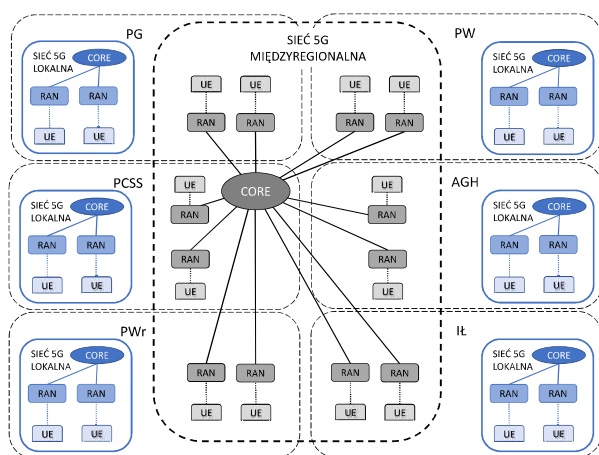 PG
SIEĆ 5G
LOKALNA
CORE
RAN
RAN
UE
UE
SIEĆ 5G
MIĘDZYREGIONALNA
UE
UE
UE
UE
RAN
RAN
RAN
RAN
PW
SIEĆ 5G
LOKALNA
CORE
RAN
RAN
UE
UE
PCSS
SIEĆ 5G
LOKALNA
CORE
RAN
RAN
UE
UE
UE
RAN
CORE
RAN
UE
UE
RAN
RAN
UE
AGH
SIEĆ 5G
LOKALNA
CORE
RAN
RAN
UE
UE
PWr
SIEĆ 5G
LOKALNA
CORE
RAN
RAN
UE
UE
RAN
RAN
RAN
RAN
UE
UE
UE
UE
IŁ
SIEĆ 5G
LOKALNA
CORE
RAN
RAN
UE
UE